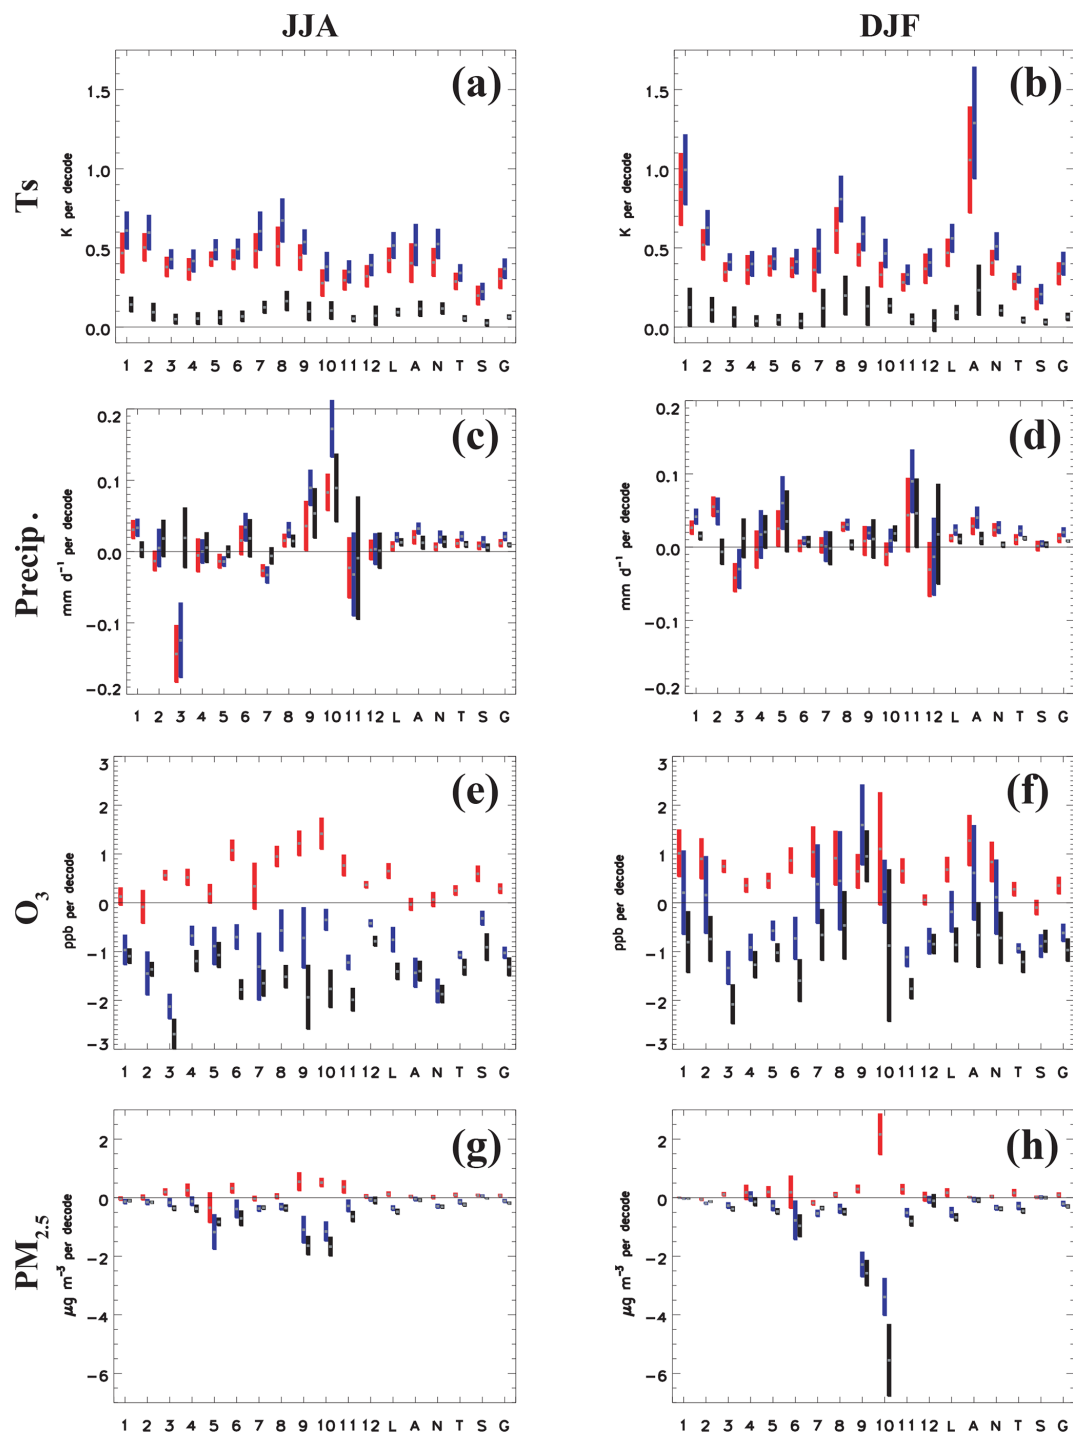 JJA DJF
Ts
K per decade
1.5
1.0
0.5
0.0
(a)
1 2 3 4 5 6 7 8 9 10 11 12 L A N T S G
K per decade
1.5
1.0
0.5
0.0
(b)
1 2 3 4 5 6 7 8 9 10 11 12 L A N T S G
Precip.
mm d⁻¹ per decade
0.2
0.1
0.0
−0.1
−0.2
(c)
1 2 3 4 5 6 7 8 9 10 11 12 L A N T S G
mm d⁻¹ per decade
0.2
0.1
0.0
−0.1
−0.2
(d)
1 2 3 4 5 6 7 8 9 10 11 12 L A N T S G
O₃
ppb per decade
3
2
1
0
−1
−2
−3
(e)
1 2 3 4 5 6 7 8 9 10 11 12 L A N T S G
ppb per decade
3
2
1
0
−1
−2
−3
(f)
1 2 3 4 5 6 7 8 9 10 11 12 L A N T S G
PM₂.₅
μg m⁻³ per decade
2
0
−2
−4
−6
(g)
1 2 3 4 5 6 7 8 9 10 11 12 L A N T S G
μg m⁻³ per decade
2
0
−2
−4
−6
(h)
1 2 3 4 5 6 7 8 9 10 11 12 L A N T S G